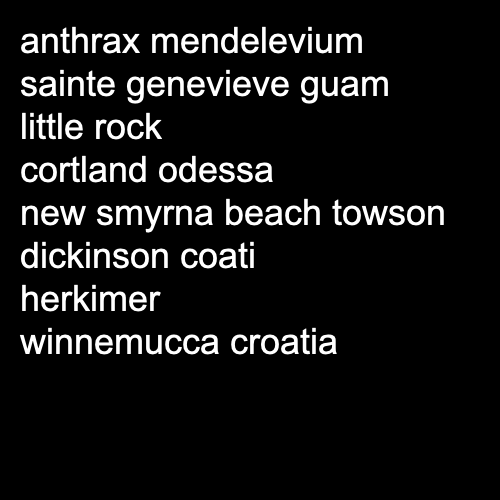 anthrax mendelevium
sainte genevieve guam
little rock
cortland odessa
new smyrna beach towson
dickinson coati
herkimer
winnemucca croatia